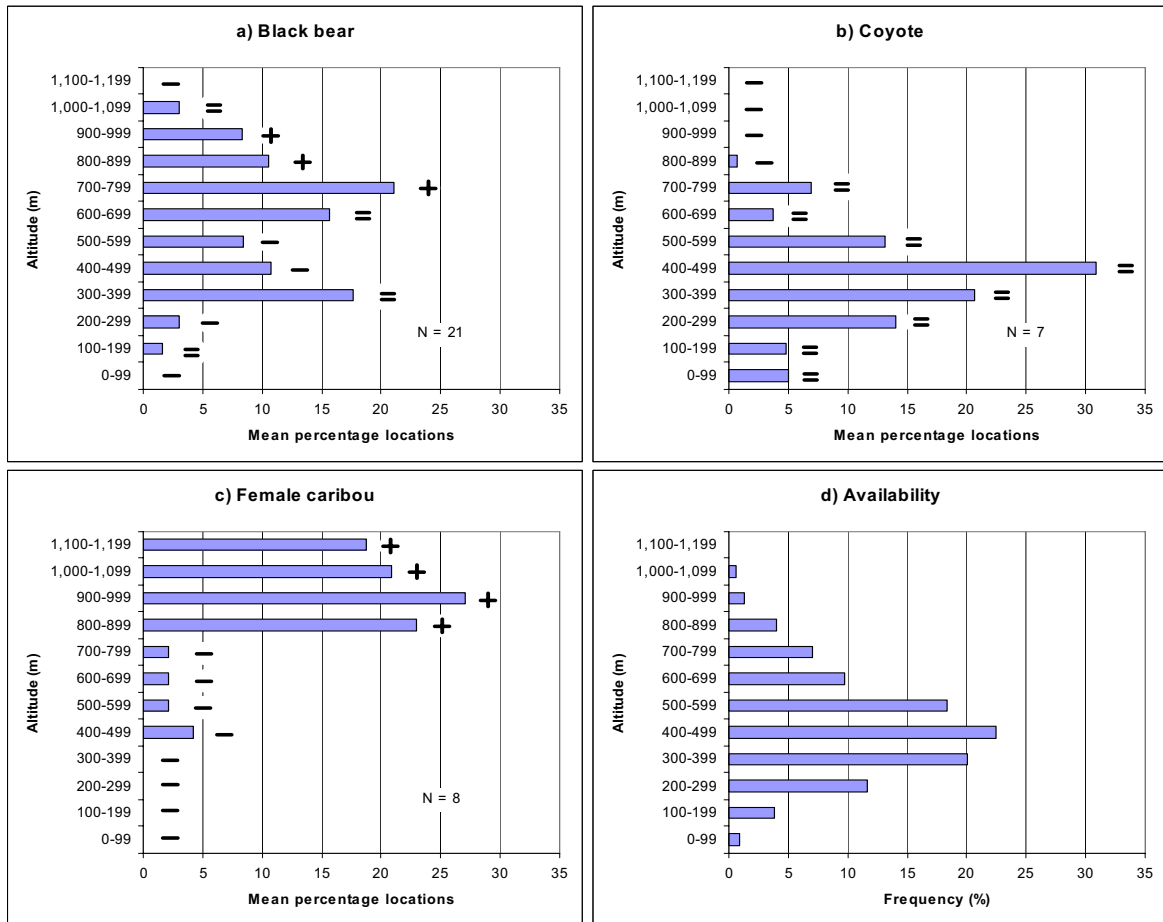 a) Black bear
Altitude (m)
1,100-1,199 −
1,000-1,099 =
900-999 +
800-899 +
700-799 +
600-699 =
500-599 −
400-499 −
300-399 =
200-299 −
100-199 =
0-99 −
N = 21
0 5 10 15 20 25 30 35
Mean percentage locations
b) Coyote
Altitude (m)
1,100-1,199 −
1,000-1,099 −
900-999 −
800-899 −
700-799 =
600-699 =
500-599 =
400-499 =
300-399 =
200-299 =
100-199 =
0-99 =
N = 7
0 5 10 15 20 25 30 35
Mean percentage locations
c) Female caribou
Altitude (m)
1,100-1,199 +
1,000-1,099 +
900-999 +
800-899 +
700-799 −
600-699 −
500-599 −
400-499 −
300-399 −
200-299 −
100-199 −
0-99 −
N = 8
0 5 10 15 20 25 30 35
Mean percentage locations
d) Availability
Altitude (m)
1,100-1,199
1,000-1,099
900-999
800-899
700-799
600-699
500-599
400-499
300-399
200-299
100-199
0-99
0 5 10 15 20 25 30 35
Frequency (%)